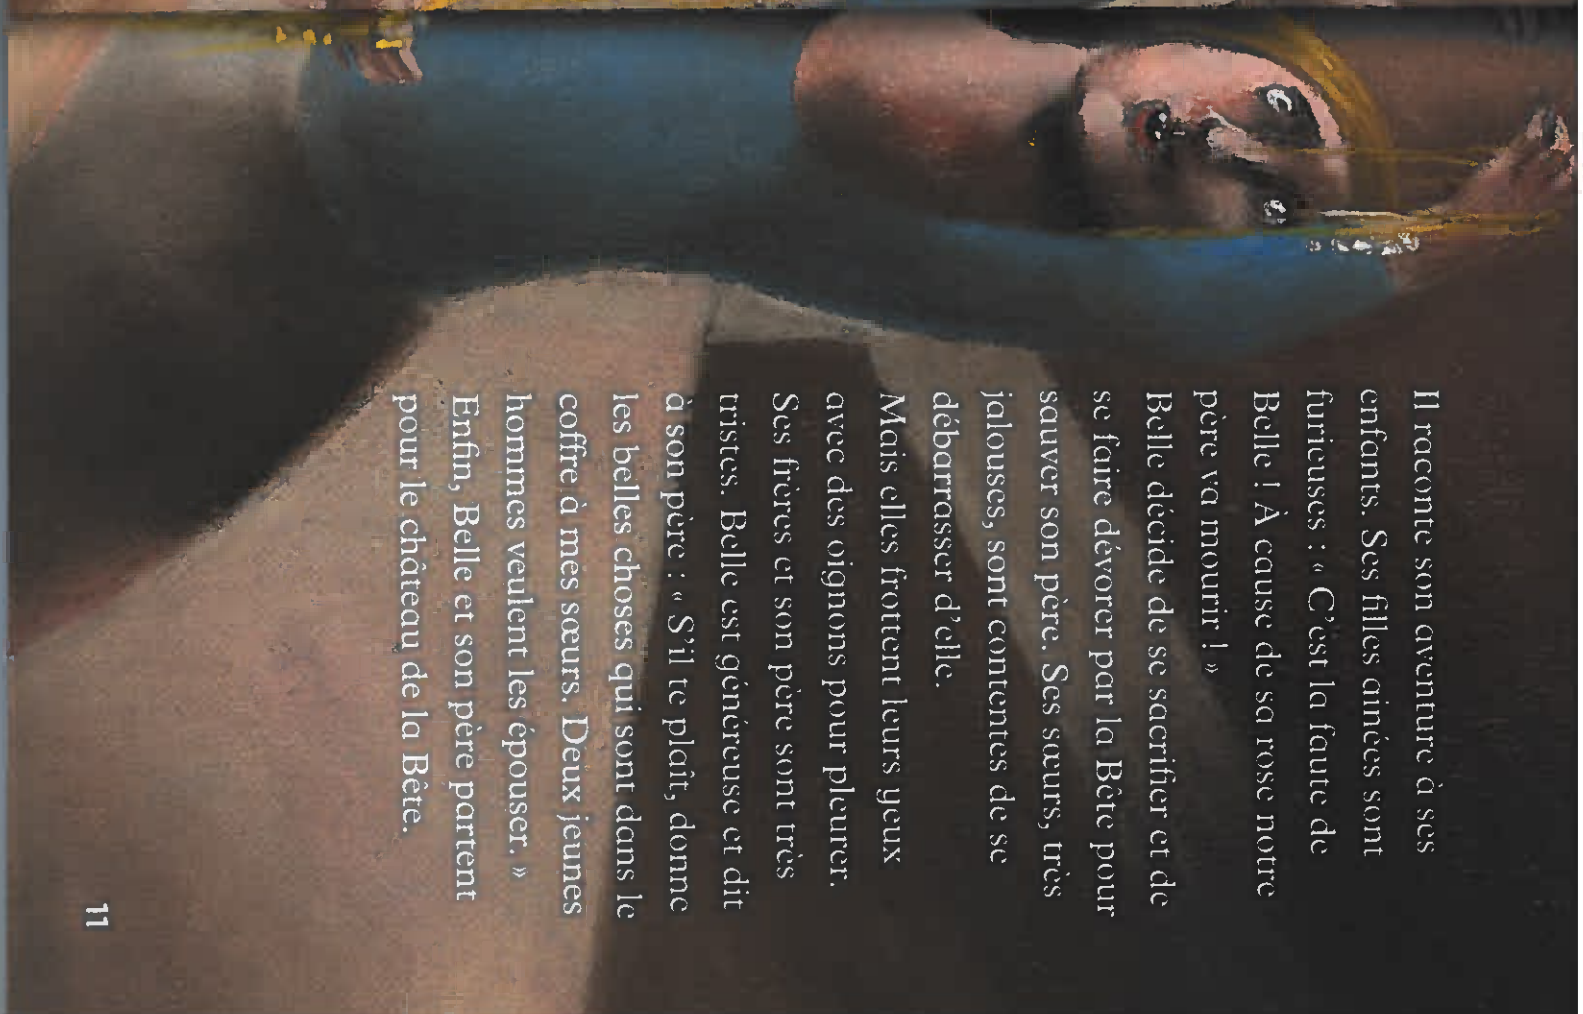 Il raconte son aventure à ses
enfants. Ses filles ainées sont
furieuses : « C'est la faute de
Belle ! À cause de sa rose notre
père va mourir ! »
Belle décide de se sacrifier et de
se faire dévorer par la Bête pour
sauver son père. Ses sœurs, très
jalouses, sont contentes de se
débarrasser d'elle.
Mais elles frottent leurs yeux
avec des oignons pour pleurer.
Ses frères et son père sont très
tristes. Belle est généreuse et dit
à son père : « S'il te plaît, donne
les belles choses qui sont dans le
coffre à mes sœurs. Deux jeunes
hommes veulent les épouser. »
Enfin, Belle et son père partent
pour le château de la Bête.
11